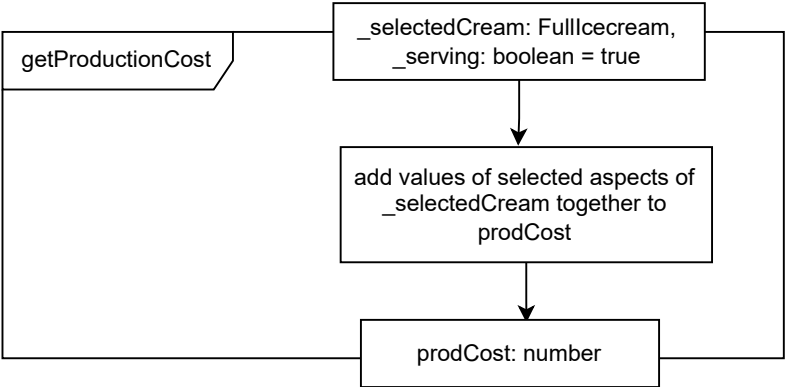 _selectedCream: FullIcecream,
_serving: boolean = true
getProductionCost
add values of selected aspects of
_selectedCream together to
prodCost
prodCost: number